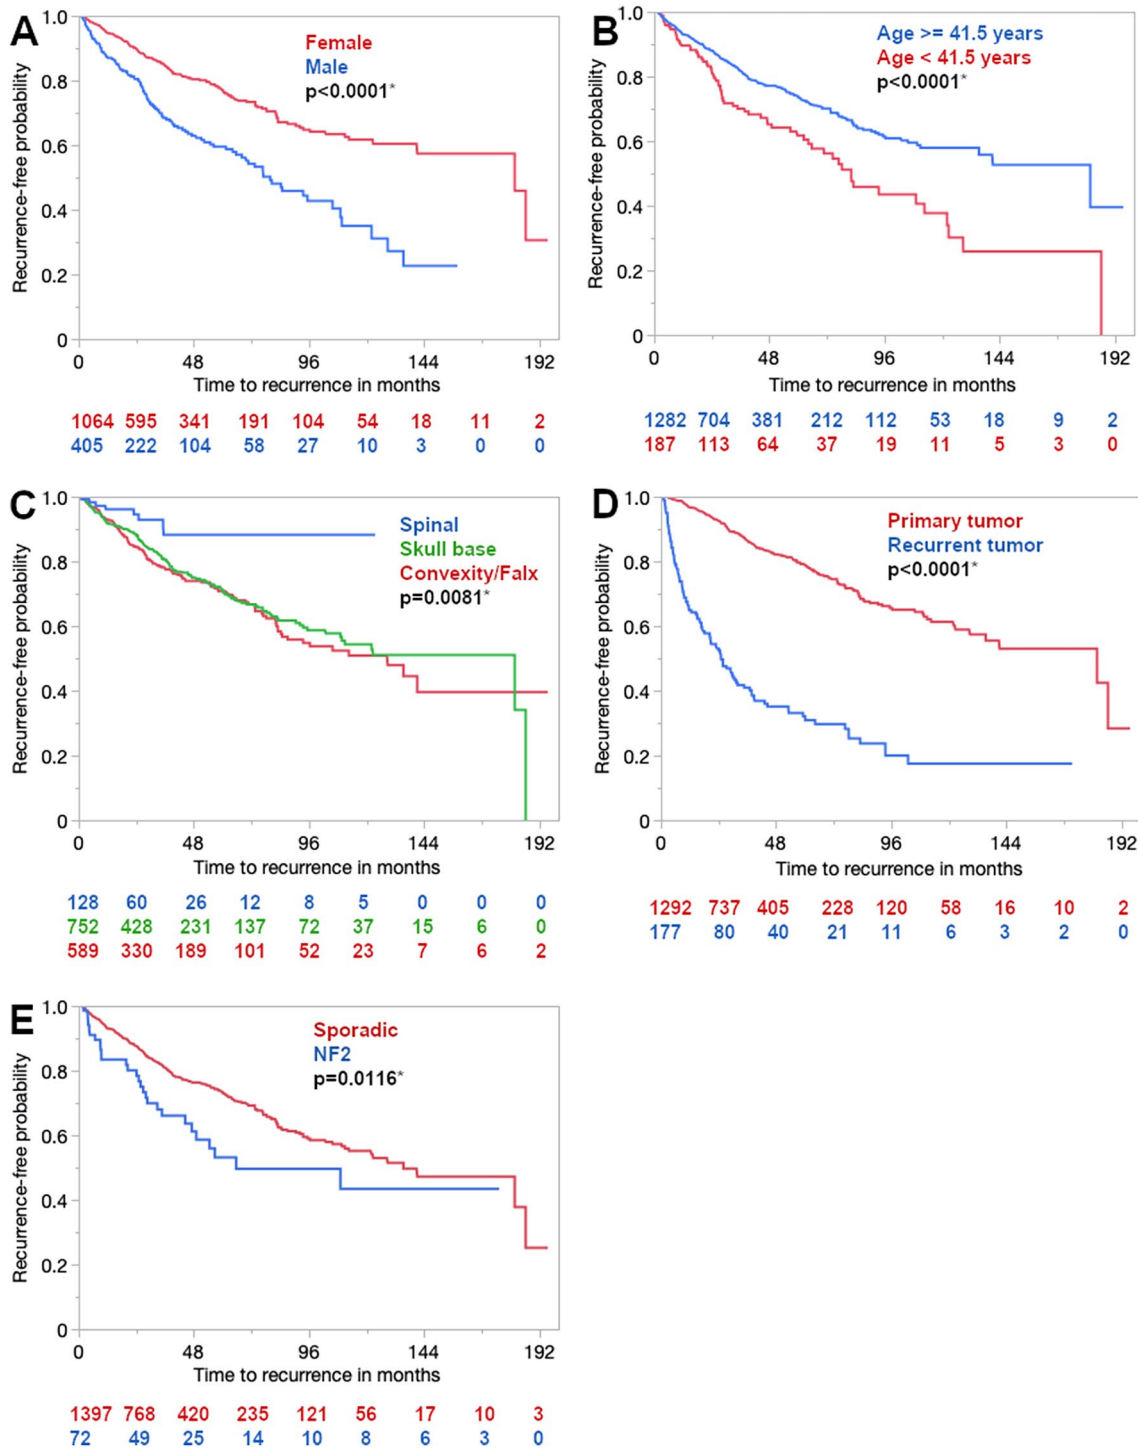 A
Recurrence-free probability
1.0
0.8
0.6
0.4
0.2
0
Female
Male
p<0.0001*
0 48 96 144 192
Time to recurrence in months
1064 595 341 191 104 54 18 11 2
405 222 104 58 27 10 3 0 0
B
Recurrence-free probability
1.0
0.8
0.6
0.4
0.2
0
Age >= 41.5 years
Age < 41.5 years
p<0.0001*
0 48 96 144 192
Time to recurrence in months
1282 704 381 212 112 53 18 9 2
187 113 64 37 19 11 5 3 0
C
Recurrence-free probability
1.0
0.8
0.6
0.4
0.2
0
Spinal
Skull base
Convexity/Falx
p=0.0081*
0 48 96 144 192
Time to recurrence in months
128 60 26 12 8 5 0 0 0
752 428 231 137 72 37 15 6 0
589 330 189 101 52 23 7 6 2
D
Recurrence-free probability
1.0
0.8
0.6
0.4
0.2
0
Primary tumor
Recurrent tumor
p<0.0001*
0 48 96 144 192
Time to recurrence in months
1292 737 405 228 120 58 16 10 2
177 80 40 21 11 6 3 2 0
E
Recurrence-free probability
1.0
0.8
0.6
0.4
0.2
0
Sporadic
NF2
p=0.0116*
0 48 96 144 192
Time to recurrence in months
1397 768 420 235 121 56 17 10 3
72 49 25 14 10 8 6 3 0